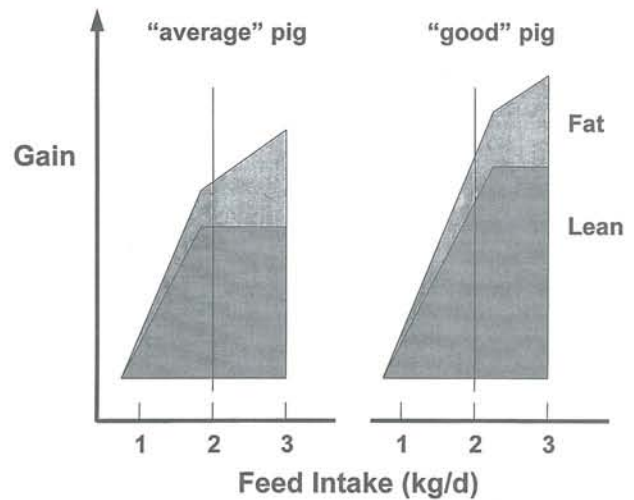 “average” pig
“good” pig
Gain
Fat
Lean
1 2 3 1 2 3
Feed Intake (kg/d)